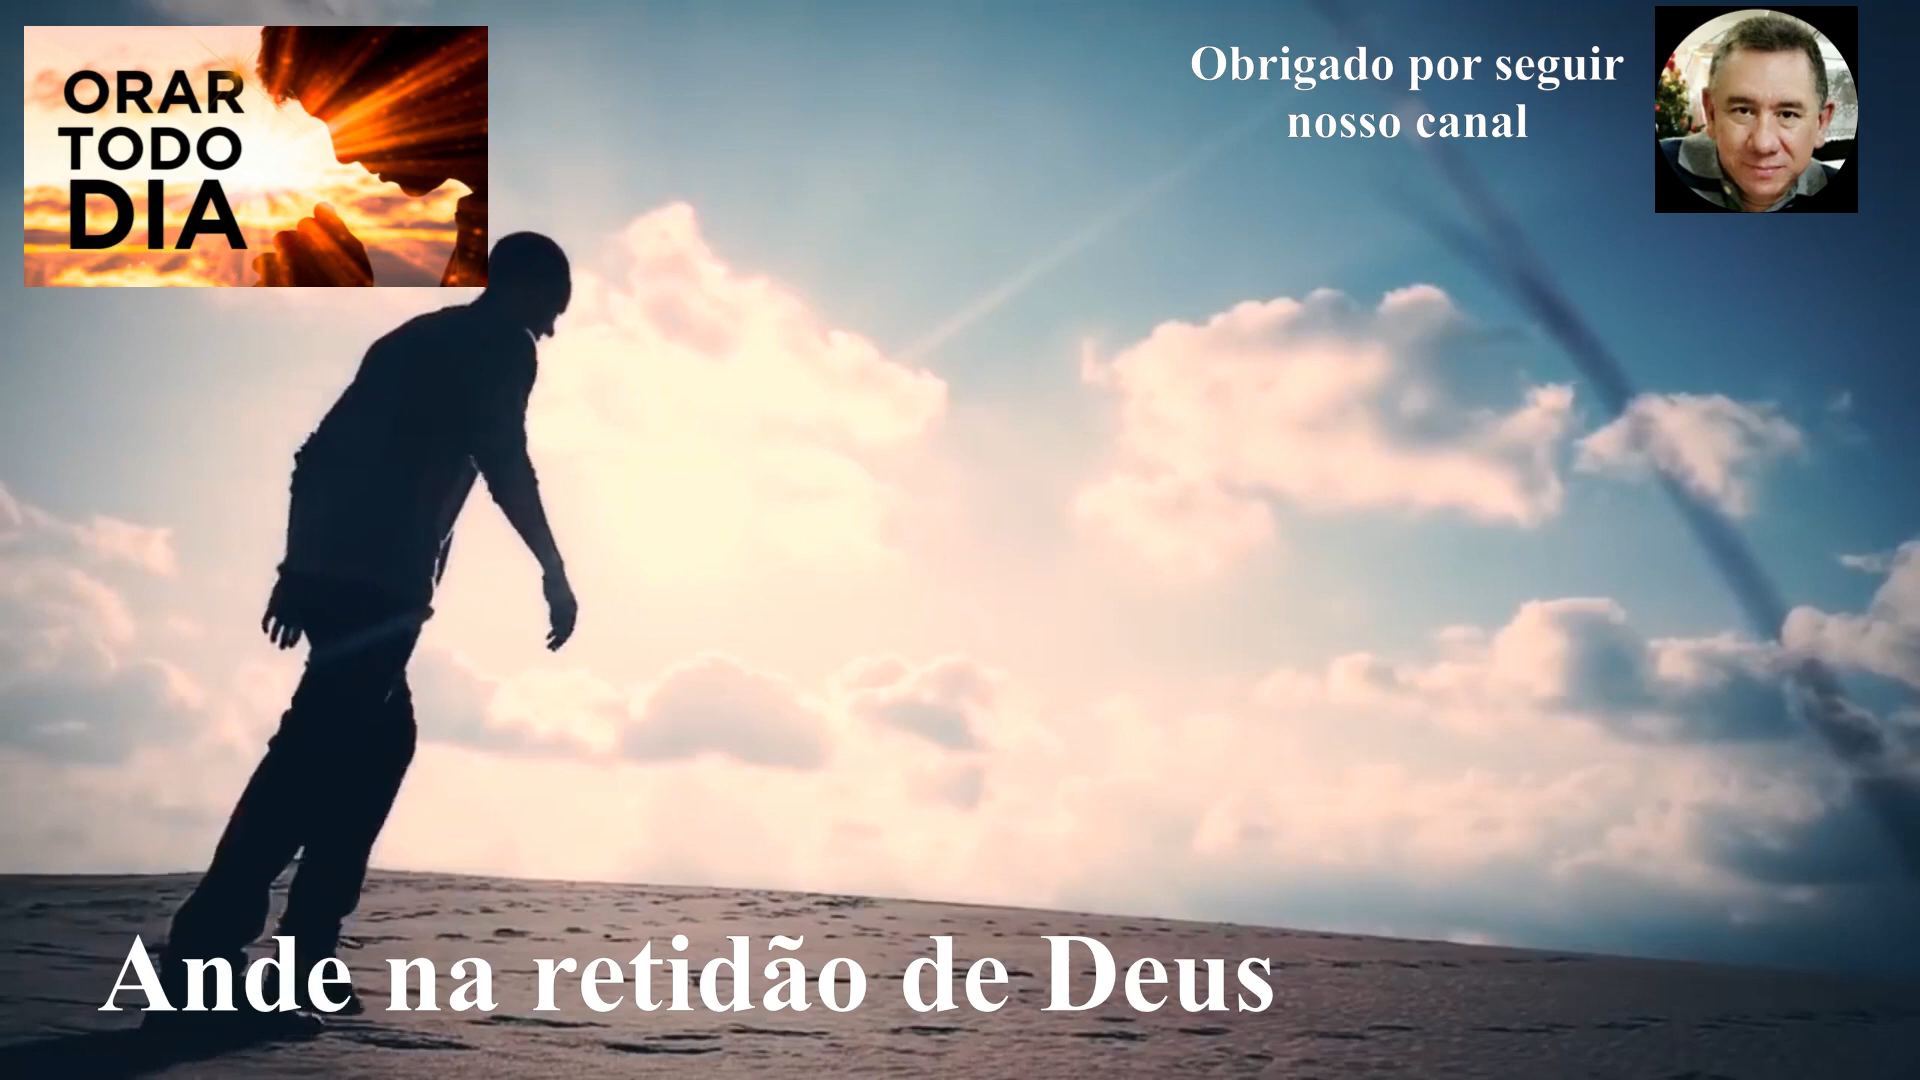 ORAR
TODO
DIA
Obrigado por seguir
nosso canal
Ande na retidão de Deus